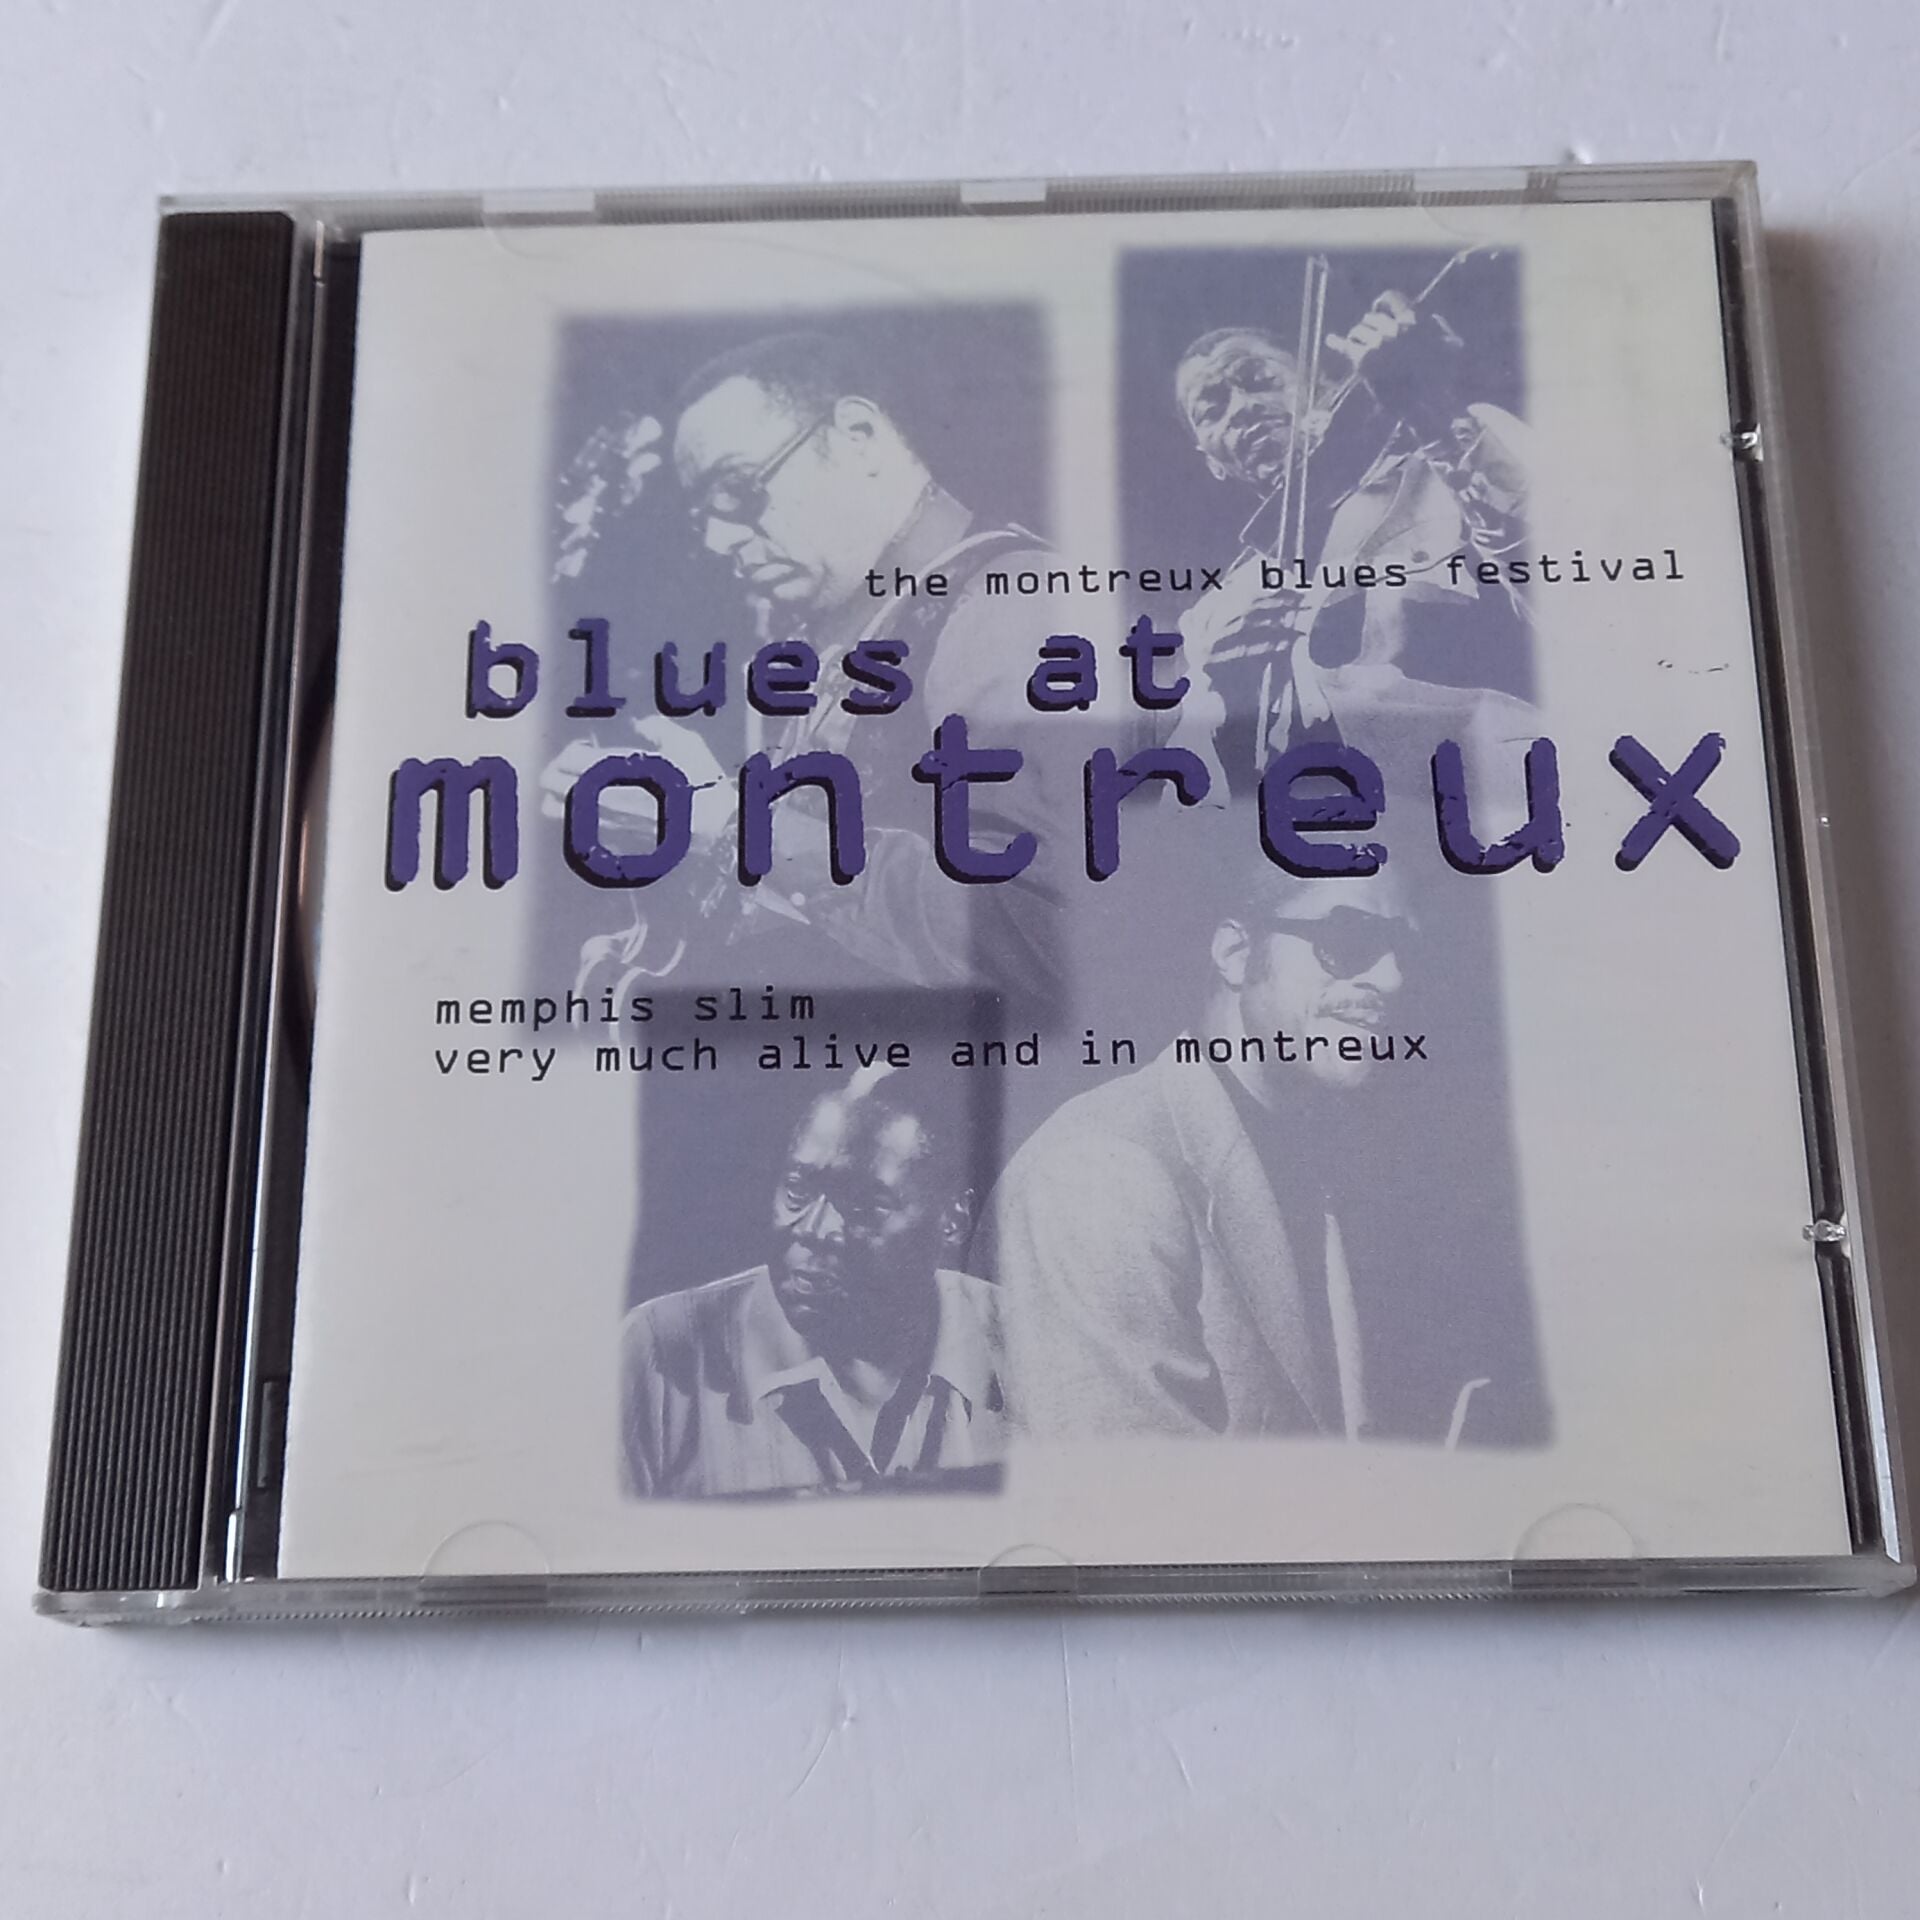 the montreux blues festival
blues at
montreux
memphis slim
very much alive and in montreux